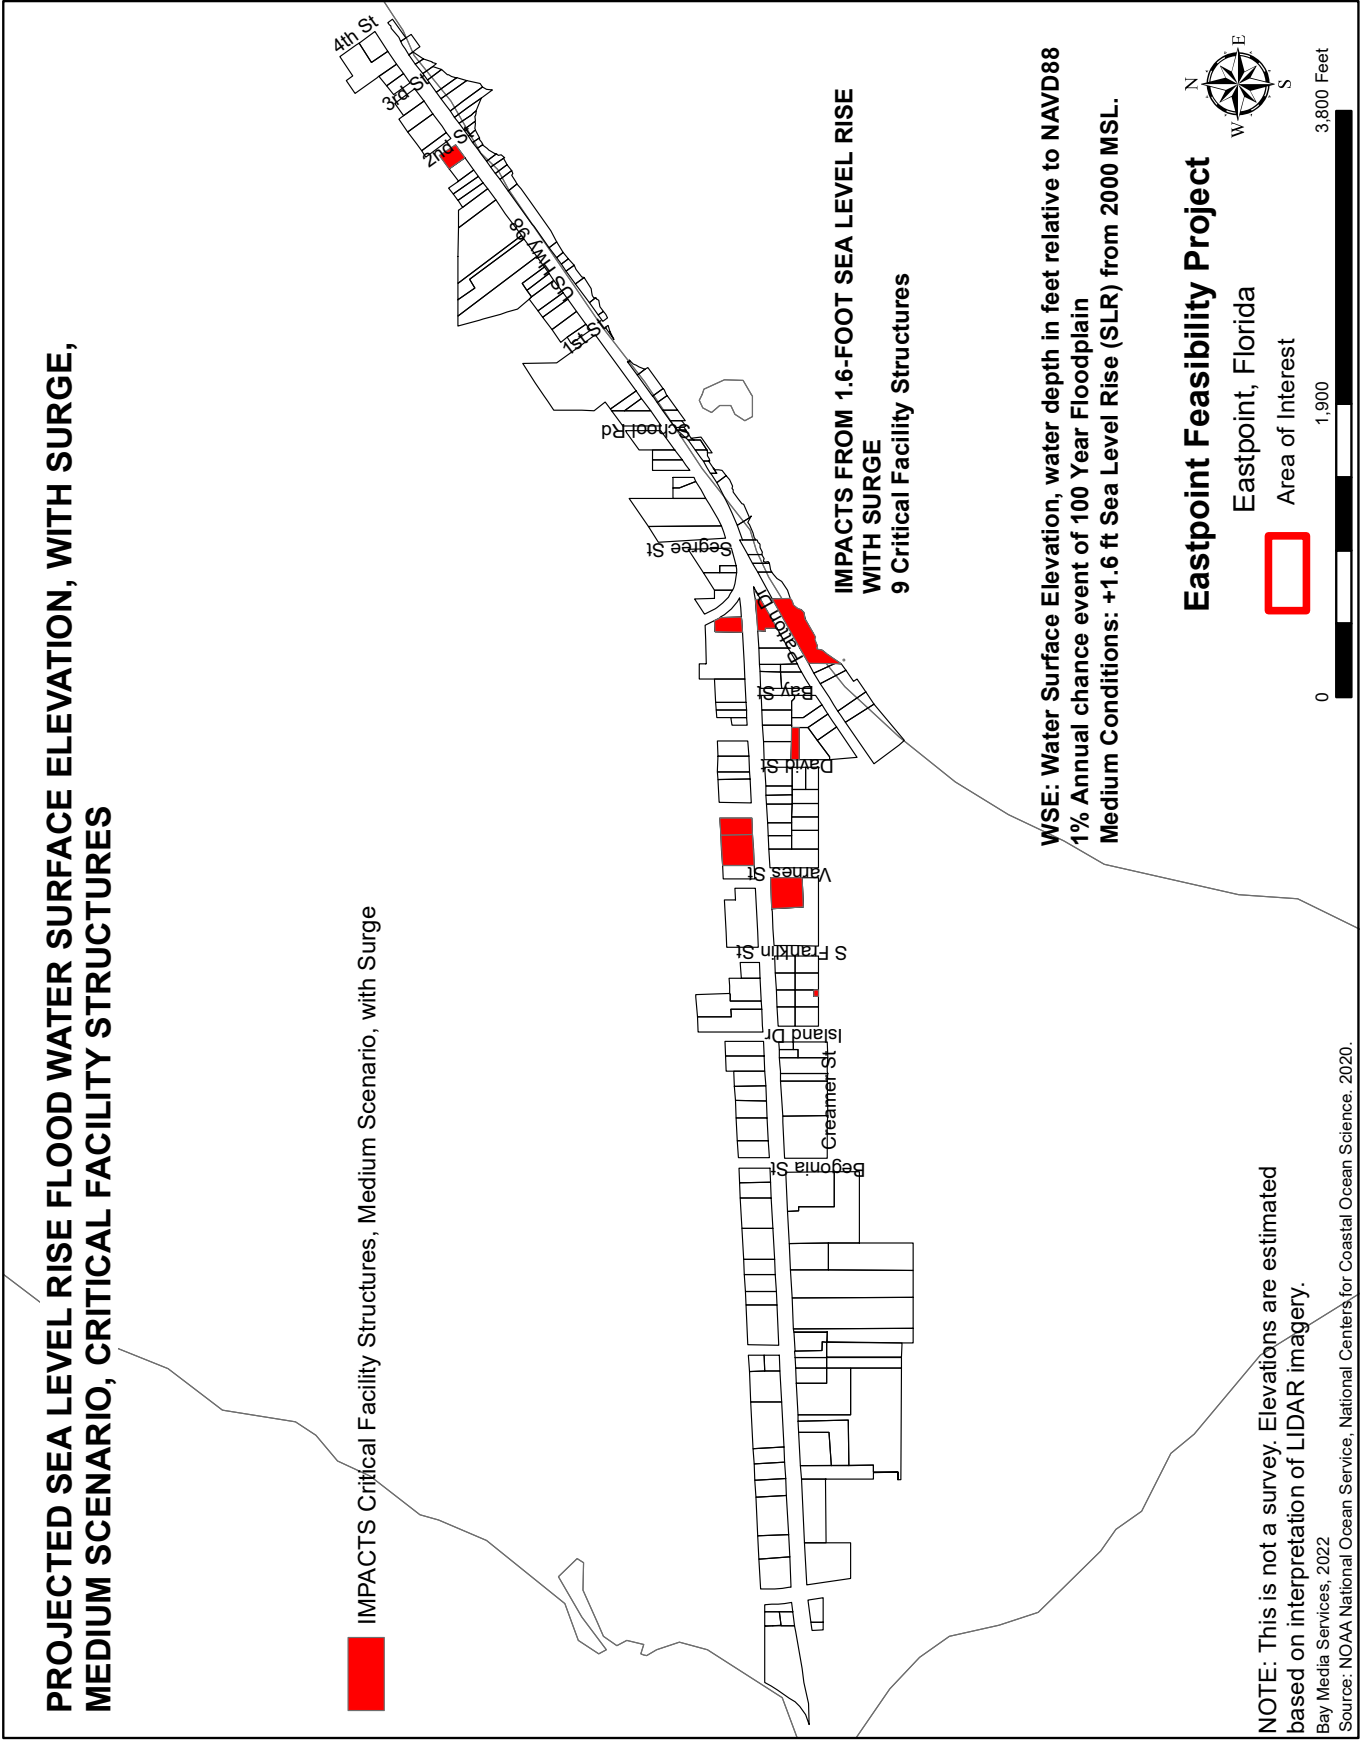 PROJECTED SEA LEVEL RISE FLOOD WATER SURFACE ELEVATION, WITH SURGE,
MEDIUM SCENARIO, CRITICAL FACILITY STRUCTURES
IMPACTS Critical Facility Structures, Medium Scenario, with Surge
4th St
3rd St
2nd St
US Hwy 98
1st St
School Rd
Segree St
Patton Dr
Bay St
David St
Varnes St
S Franklin St
Island Dr
Creamer St
Begonia St
IMPACTS FROM 1.6-FOOT SEA LEVEL RISE
WITH SURGE
9 Critical Facility Structures
WSE: Water Surface Elevation, water depth in feet relative to NAVD88
1% Annual chance event of 100 Year Floodplain
Medium Conditions: +1.6 ft Sea Level Rise (SLR) from 2000 MSL.
Eastpoint Feasibility Project
Eastpoint, Florida
Area of Interest
N
E
S
W
0 1,900 3,800 Feet
NOTE: This is not a survey. Elevations are estimated
based on interpretation of LIDAR imagery.
Bay Media Services, 2022
Source: NOAA National Ocean Service, National Centers for Coastal Ocean Science. 2020.